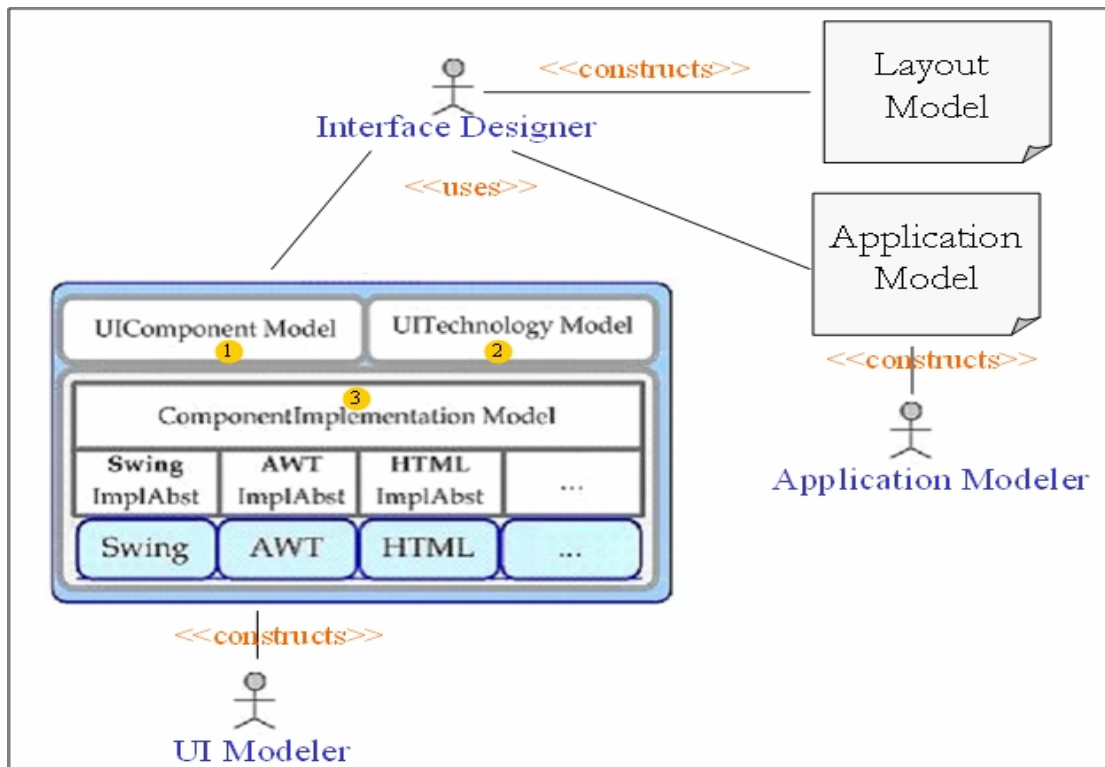 <<constructs>>
Layout
Model
Interface Designer
<<uses>>
Application
Model
UIComponent Model
1
UITechnology Model
2
<<constructs>>
3
ComponentImplementation Model
Swing
ImplAbst
AWT
ImplAbst
HTML
ImplAbst
...
Application Modeler
Swing
AWT
HTML
...
<<constructs>>
UI Modeler